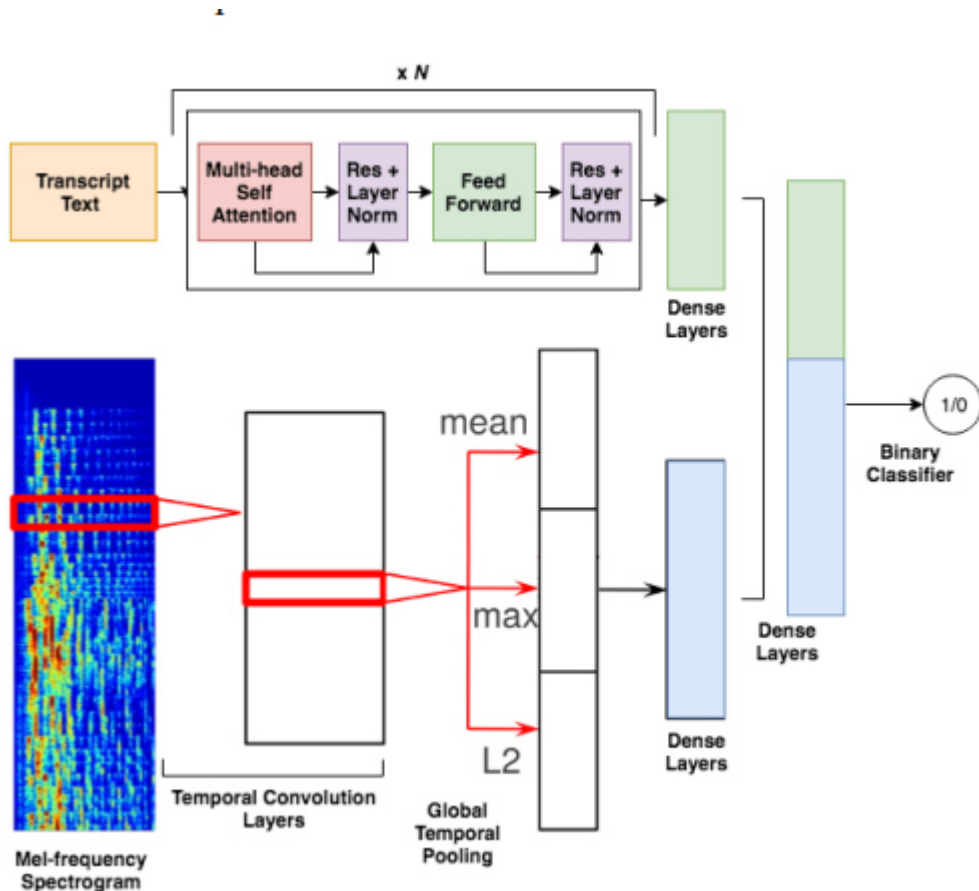 x N
Transcript
Text
Multi-head
Self
Attention
Res +
Layer
Norm
Feed
Forward
Res +
Layer
Norm
Dense
Layers
mean
max
L2
1/0
Binary
Classifier
Dense
Layers
Dense
Layers
Temporal Convolution
Layers
Global
Temporal
Pooling
Mel-frequency
Spectrogram